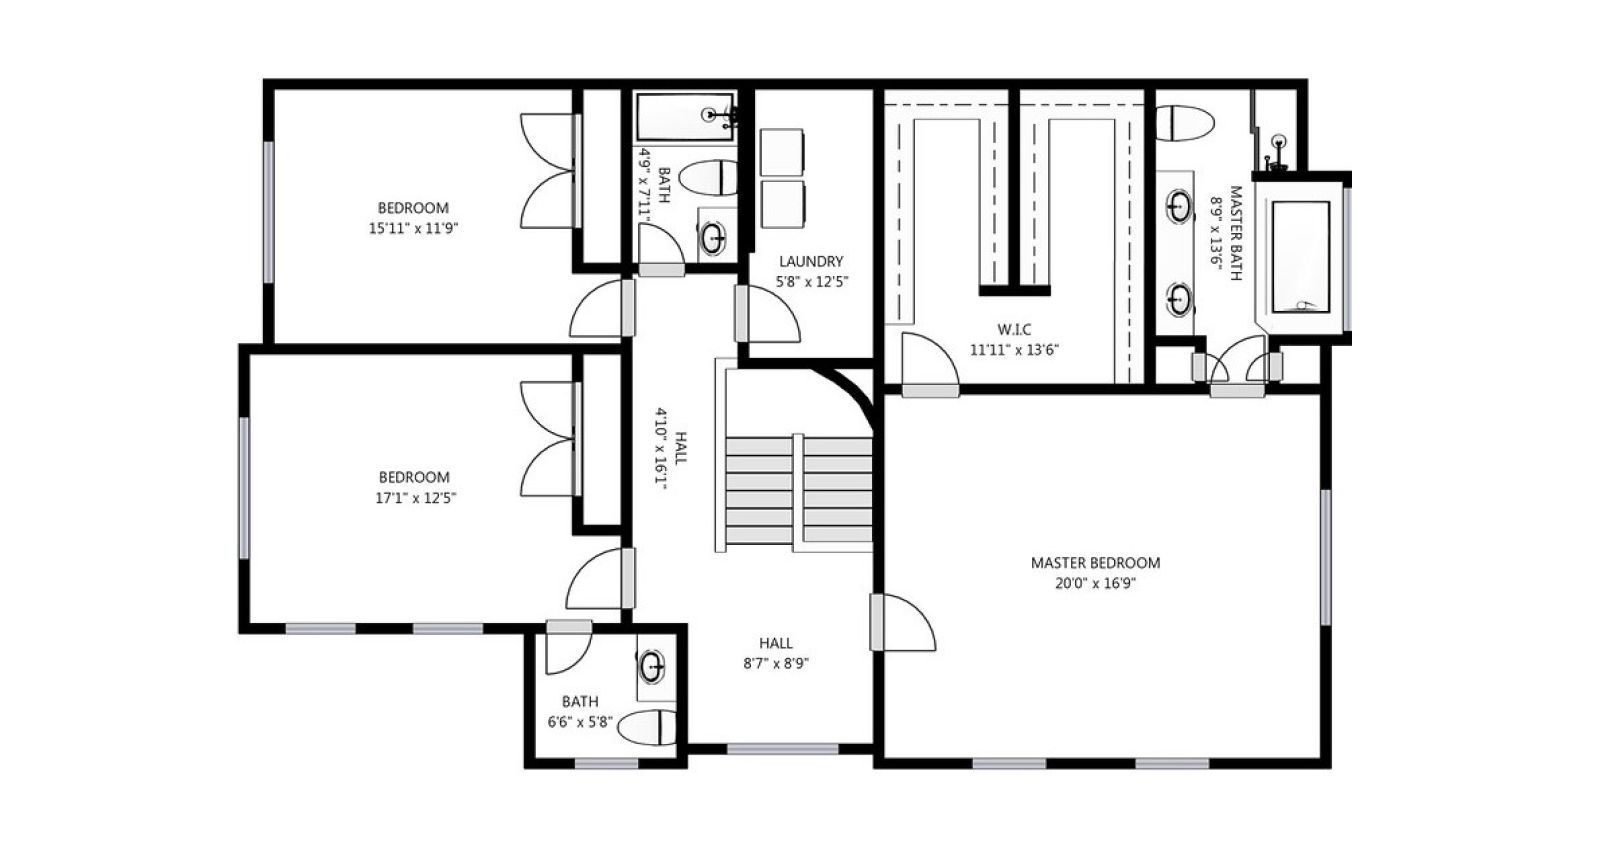 BEDROOM
15'11" x 11'9"
BATH
4'9" x 7'11"
LAUNDRY
5'8" x 12'5"
W.I.C
11'11" x 13'6"
MASTER BATH
8'9" x 13'6"
BEDROOM
17'1" x 12'5"
HALL
4'10" x 16'1"
MASTER BEDROOM
20'0" x 16'9"
HALL
8'7" x 8'9"
BATH
6'6" x 5'8"